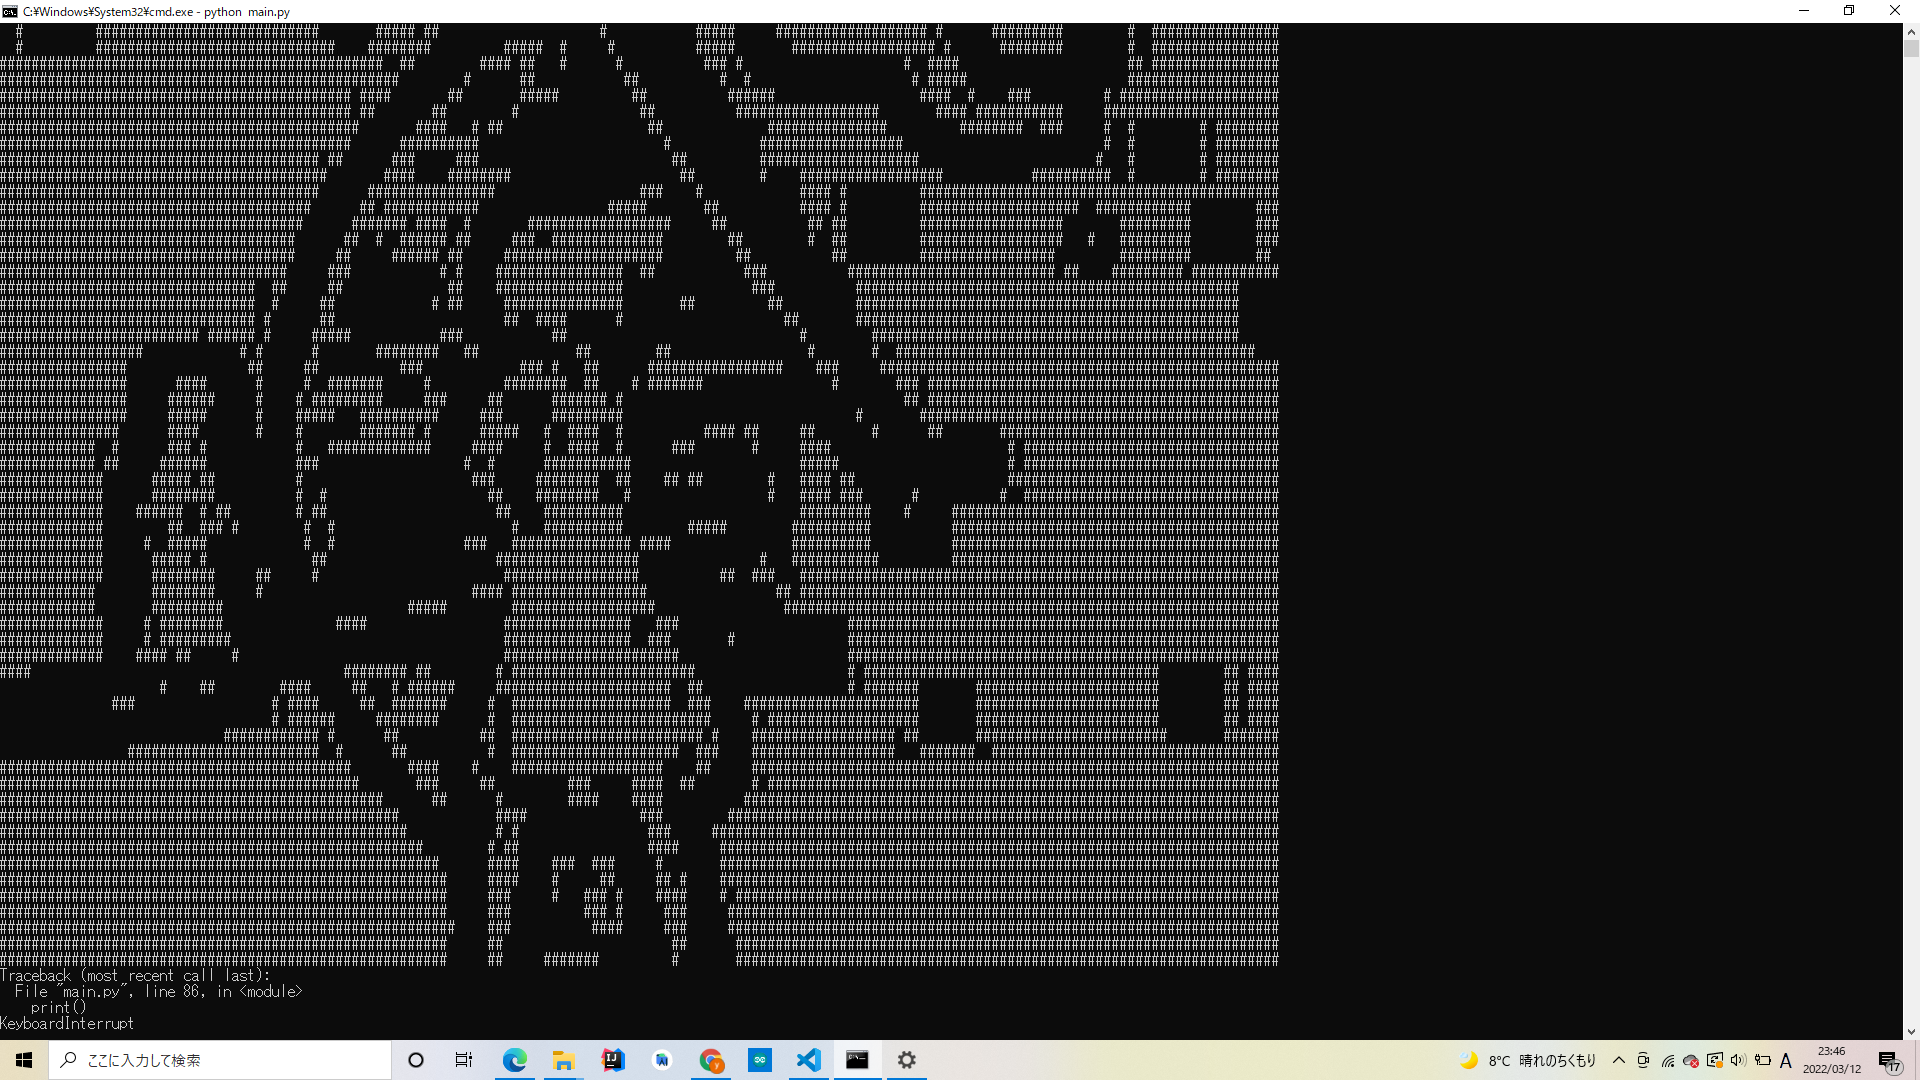 C:¥Windows¥System32¥cmd.exe - python main.py
Traceback (most recent call last):
File "main.py", line 86, in <module>
print()
KeyboardInterrupt
ここに入力して検索
8°C 晴れのちくもり
A
23:46
2022/03/12
17